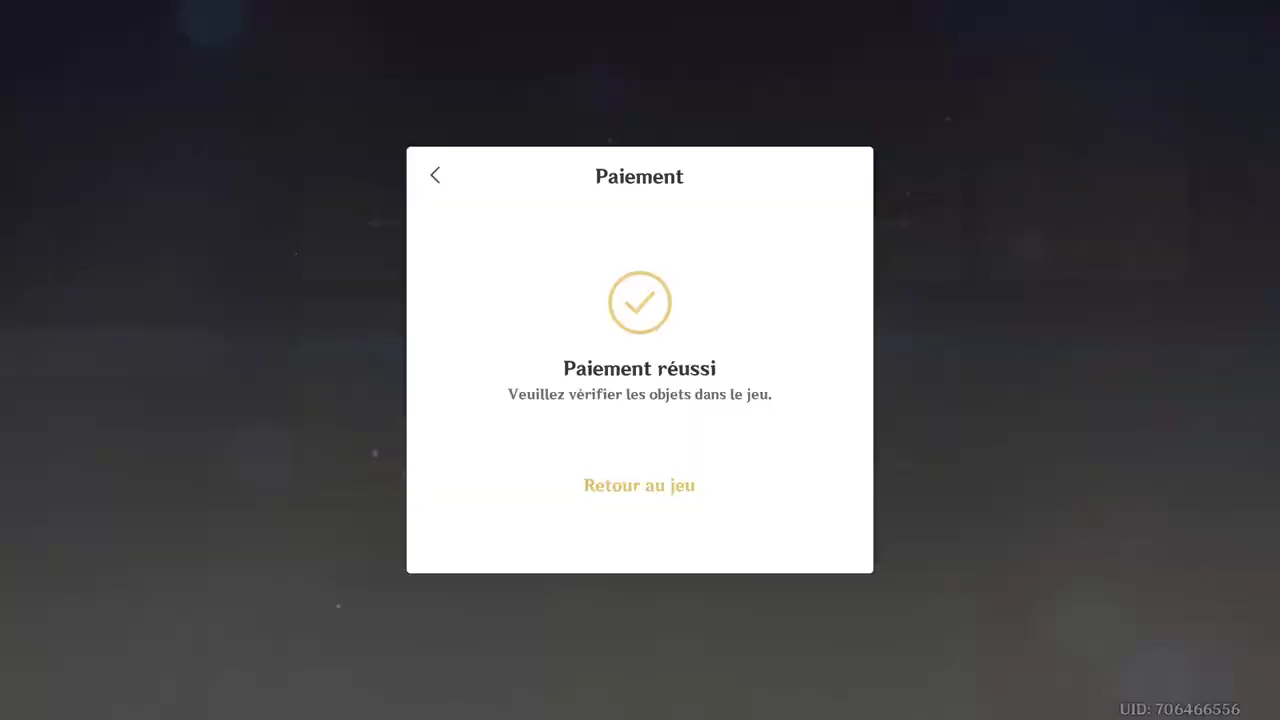 Paiement
Paiement réussi
Veuillez vérifier les objets dans le jeu.
Retour au jeu
UID: 706466556